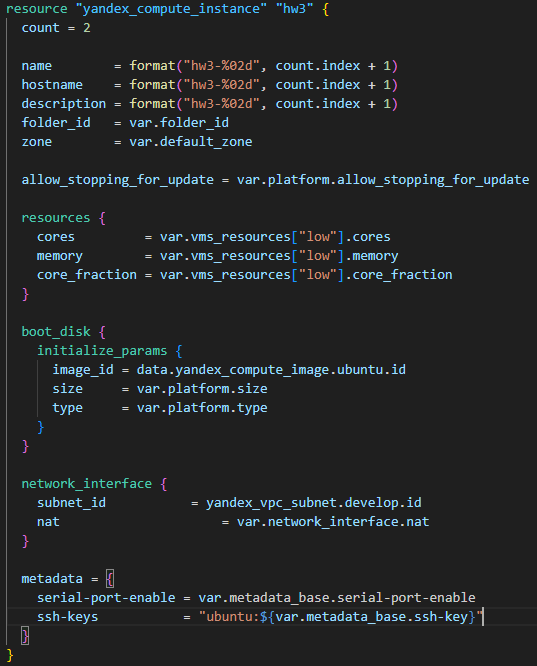 resource "yandex_compute_instance" "hw3" {
  count = 2

  name        = format("hw3-%02d", count.index + 1)
  hostname    = format("hw3-%02d", count.index + 1)
  description = format("hw3-%02d", count.index + 1)
  folder_id   = var.folder_id
  zone        = var.default_zone

  allow_stopping_for_update = var.platform.allow_stopping_for_update

  resources {
    cores         = var.vms_resources["low"].cores
    memory        = var.vms_resources["low"].memory
    core_fraction = var.vms_resources["low"].core_fraction
  }

  boot_disk {
    initialize_params {
      image_id = data.yandex_compute_image.ubuntu.id
      size     = var.platform.size
      type     = var.platform.type
    }
  }

  network_interface {
    subnet_id           = yandex_vpc_subnet.develop.id
    nat                     = var.network_interface.nat
  }

  metadata = {
    serial-port-enable = var.metadata_base.serial-port-enable
    ssh-keys           = "ubuntu:${var.metadata_base.ssh-key}"
  }
}